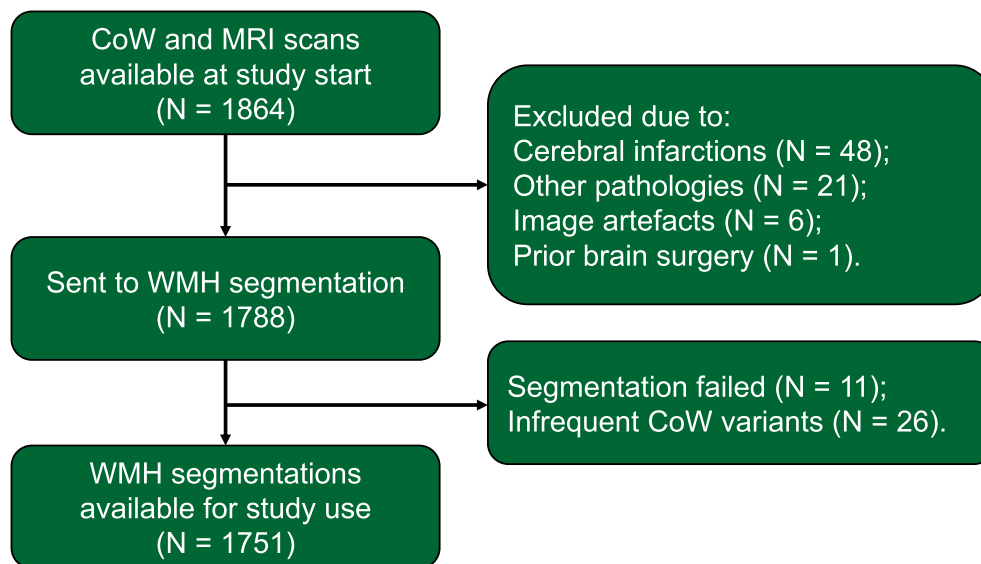 CoW and MRI scans
available at study start
(N = 1864)
Excluded due to:
Cerebral infarctions (N = 48);
Other pathologies (N = 21);
Image artefacts (N = 6);
Prior brain surgery (N = 1).
Sent to WMH segmentation
(N = 1788)
Segmentation failed (N = 11);
Infrequent CoW variants (N = 26).
WMH segmentations
available for study use
(N = 1751)